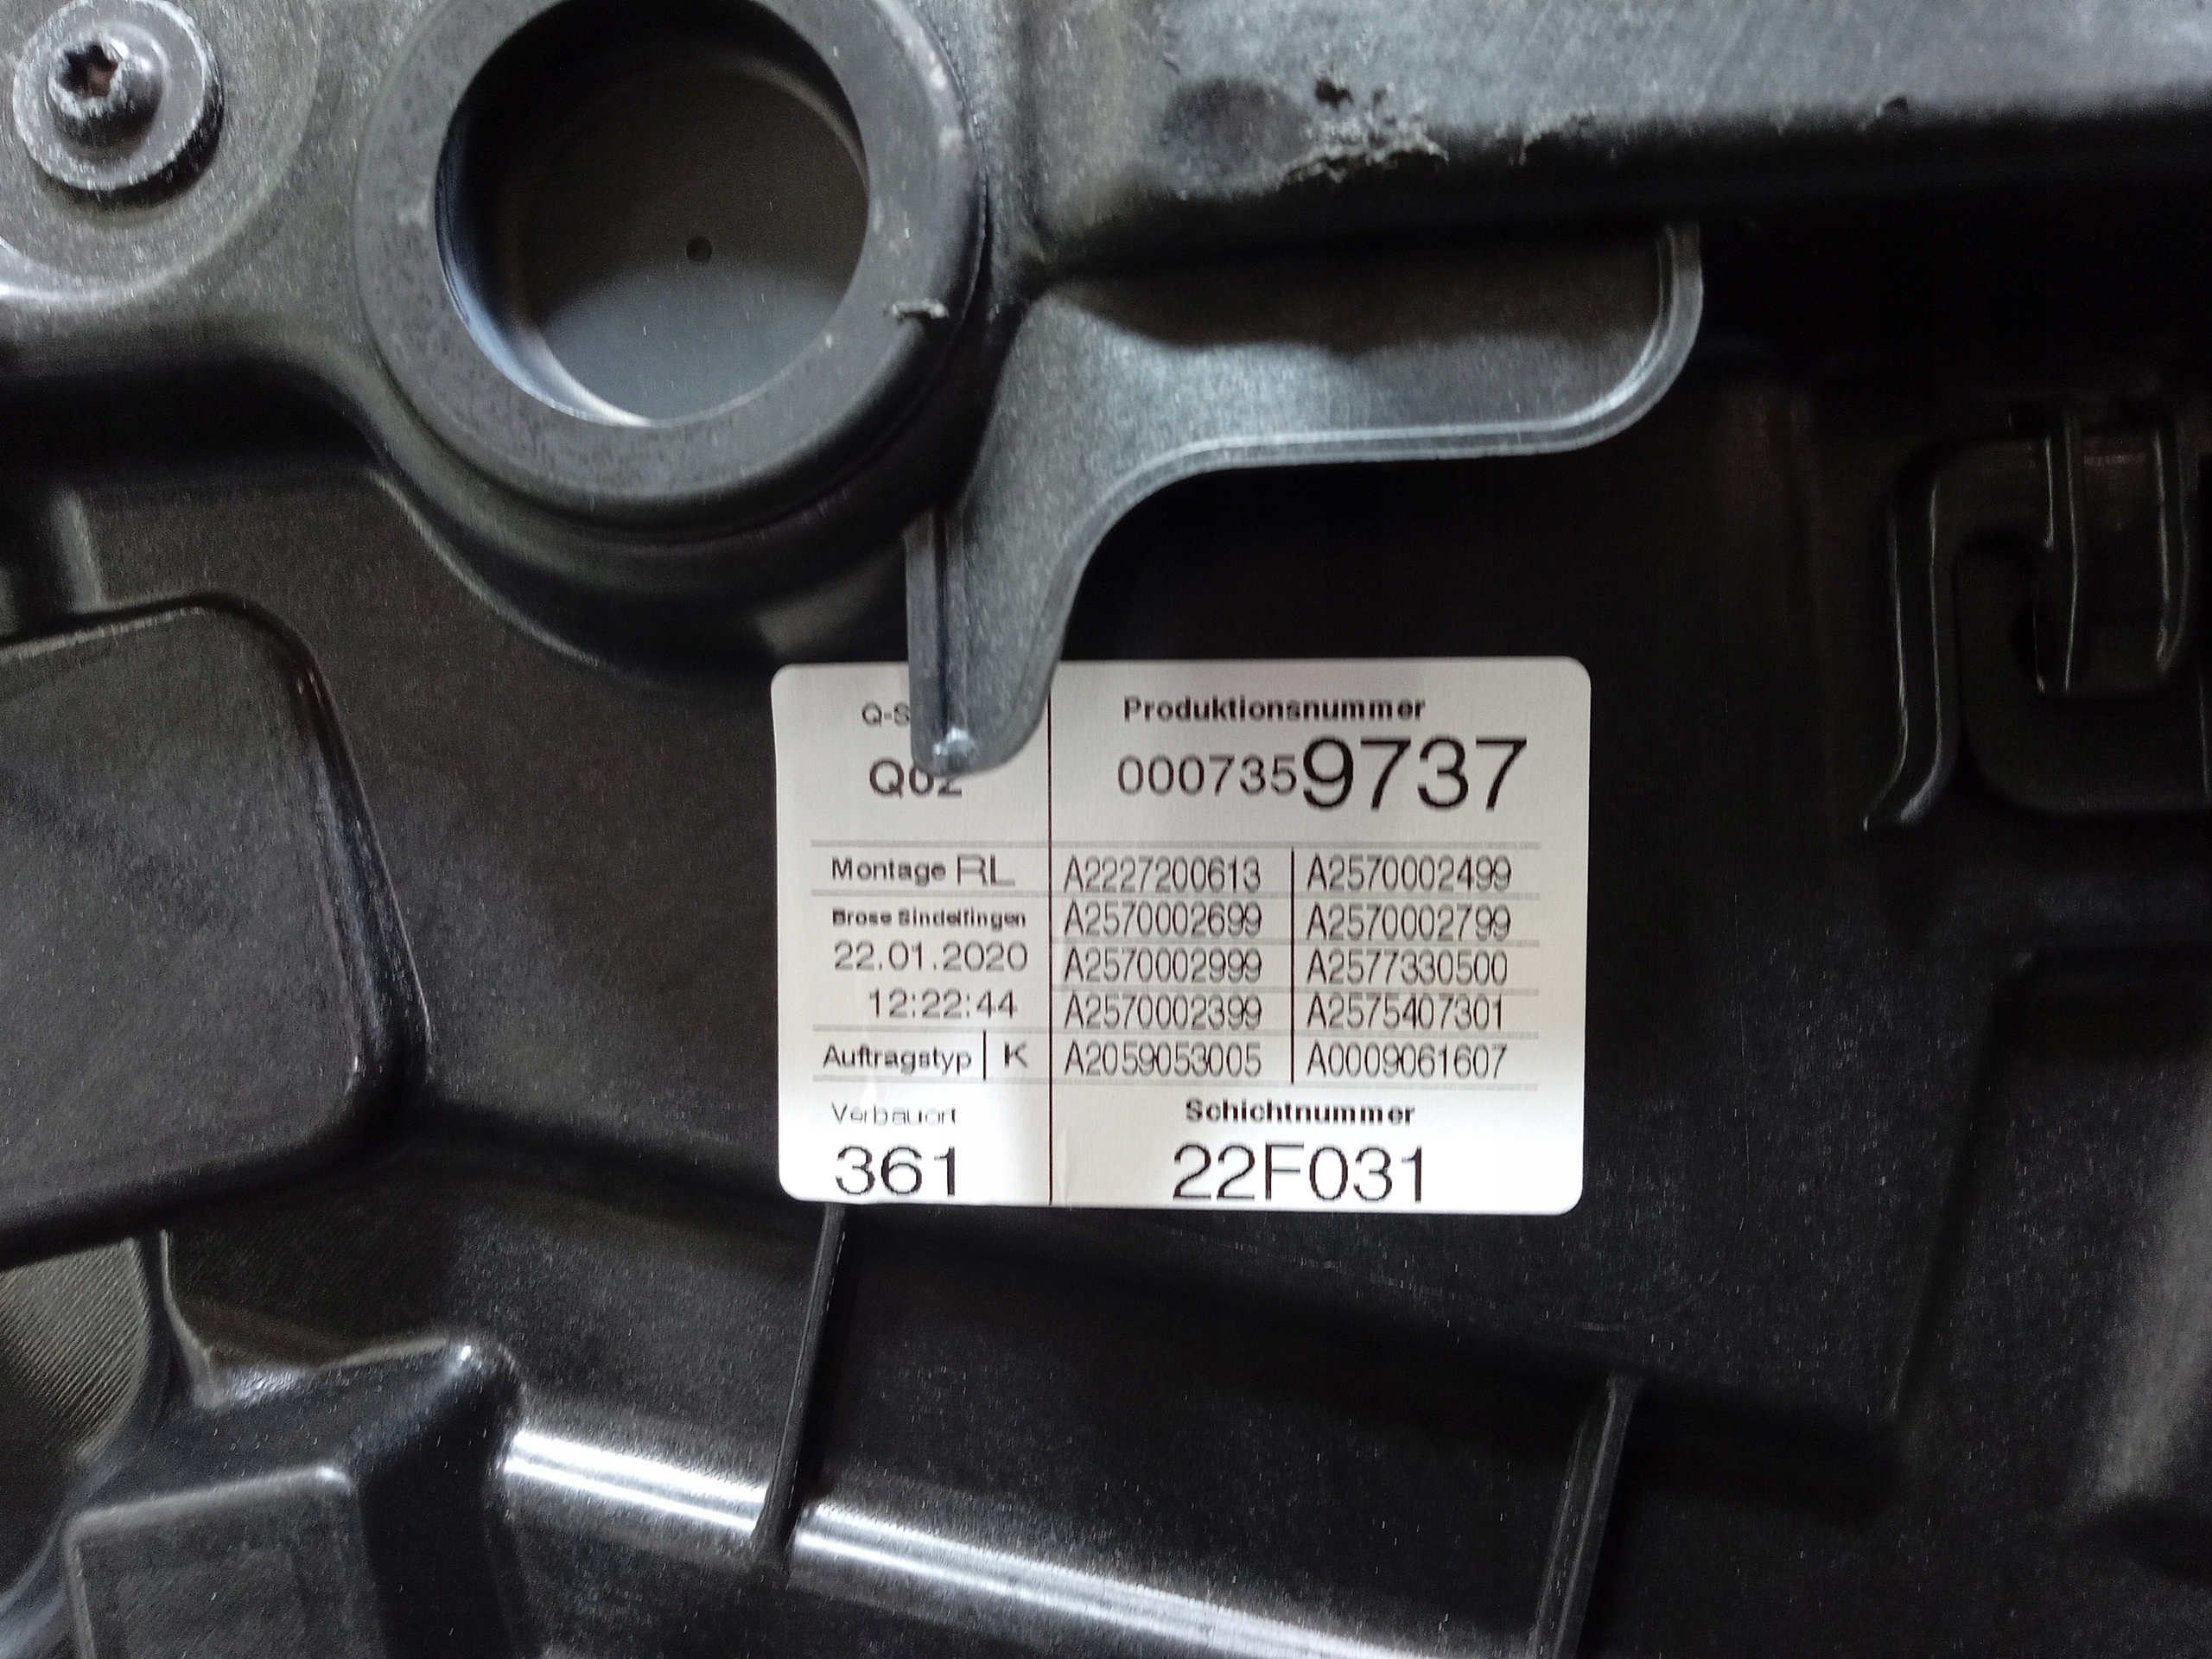 Produktionsnummer
Q02
0007359737
Montage RL
A2227200613 A2570002499
Brose Sindelfingen
A2570002699 A2570002799
22.01.2020
A2570002999 A2577330500
12:22:44
A2570002399 A2575407301
Auftragstyp K
A2059053005 A0009061607
Verbauort
Schichtnummer
361
22F031